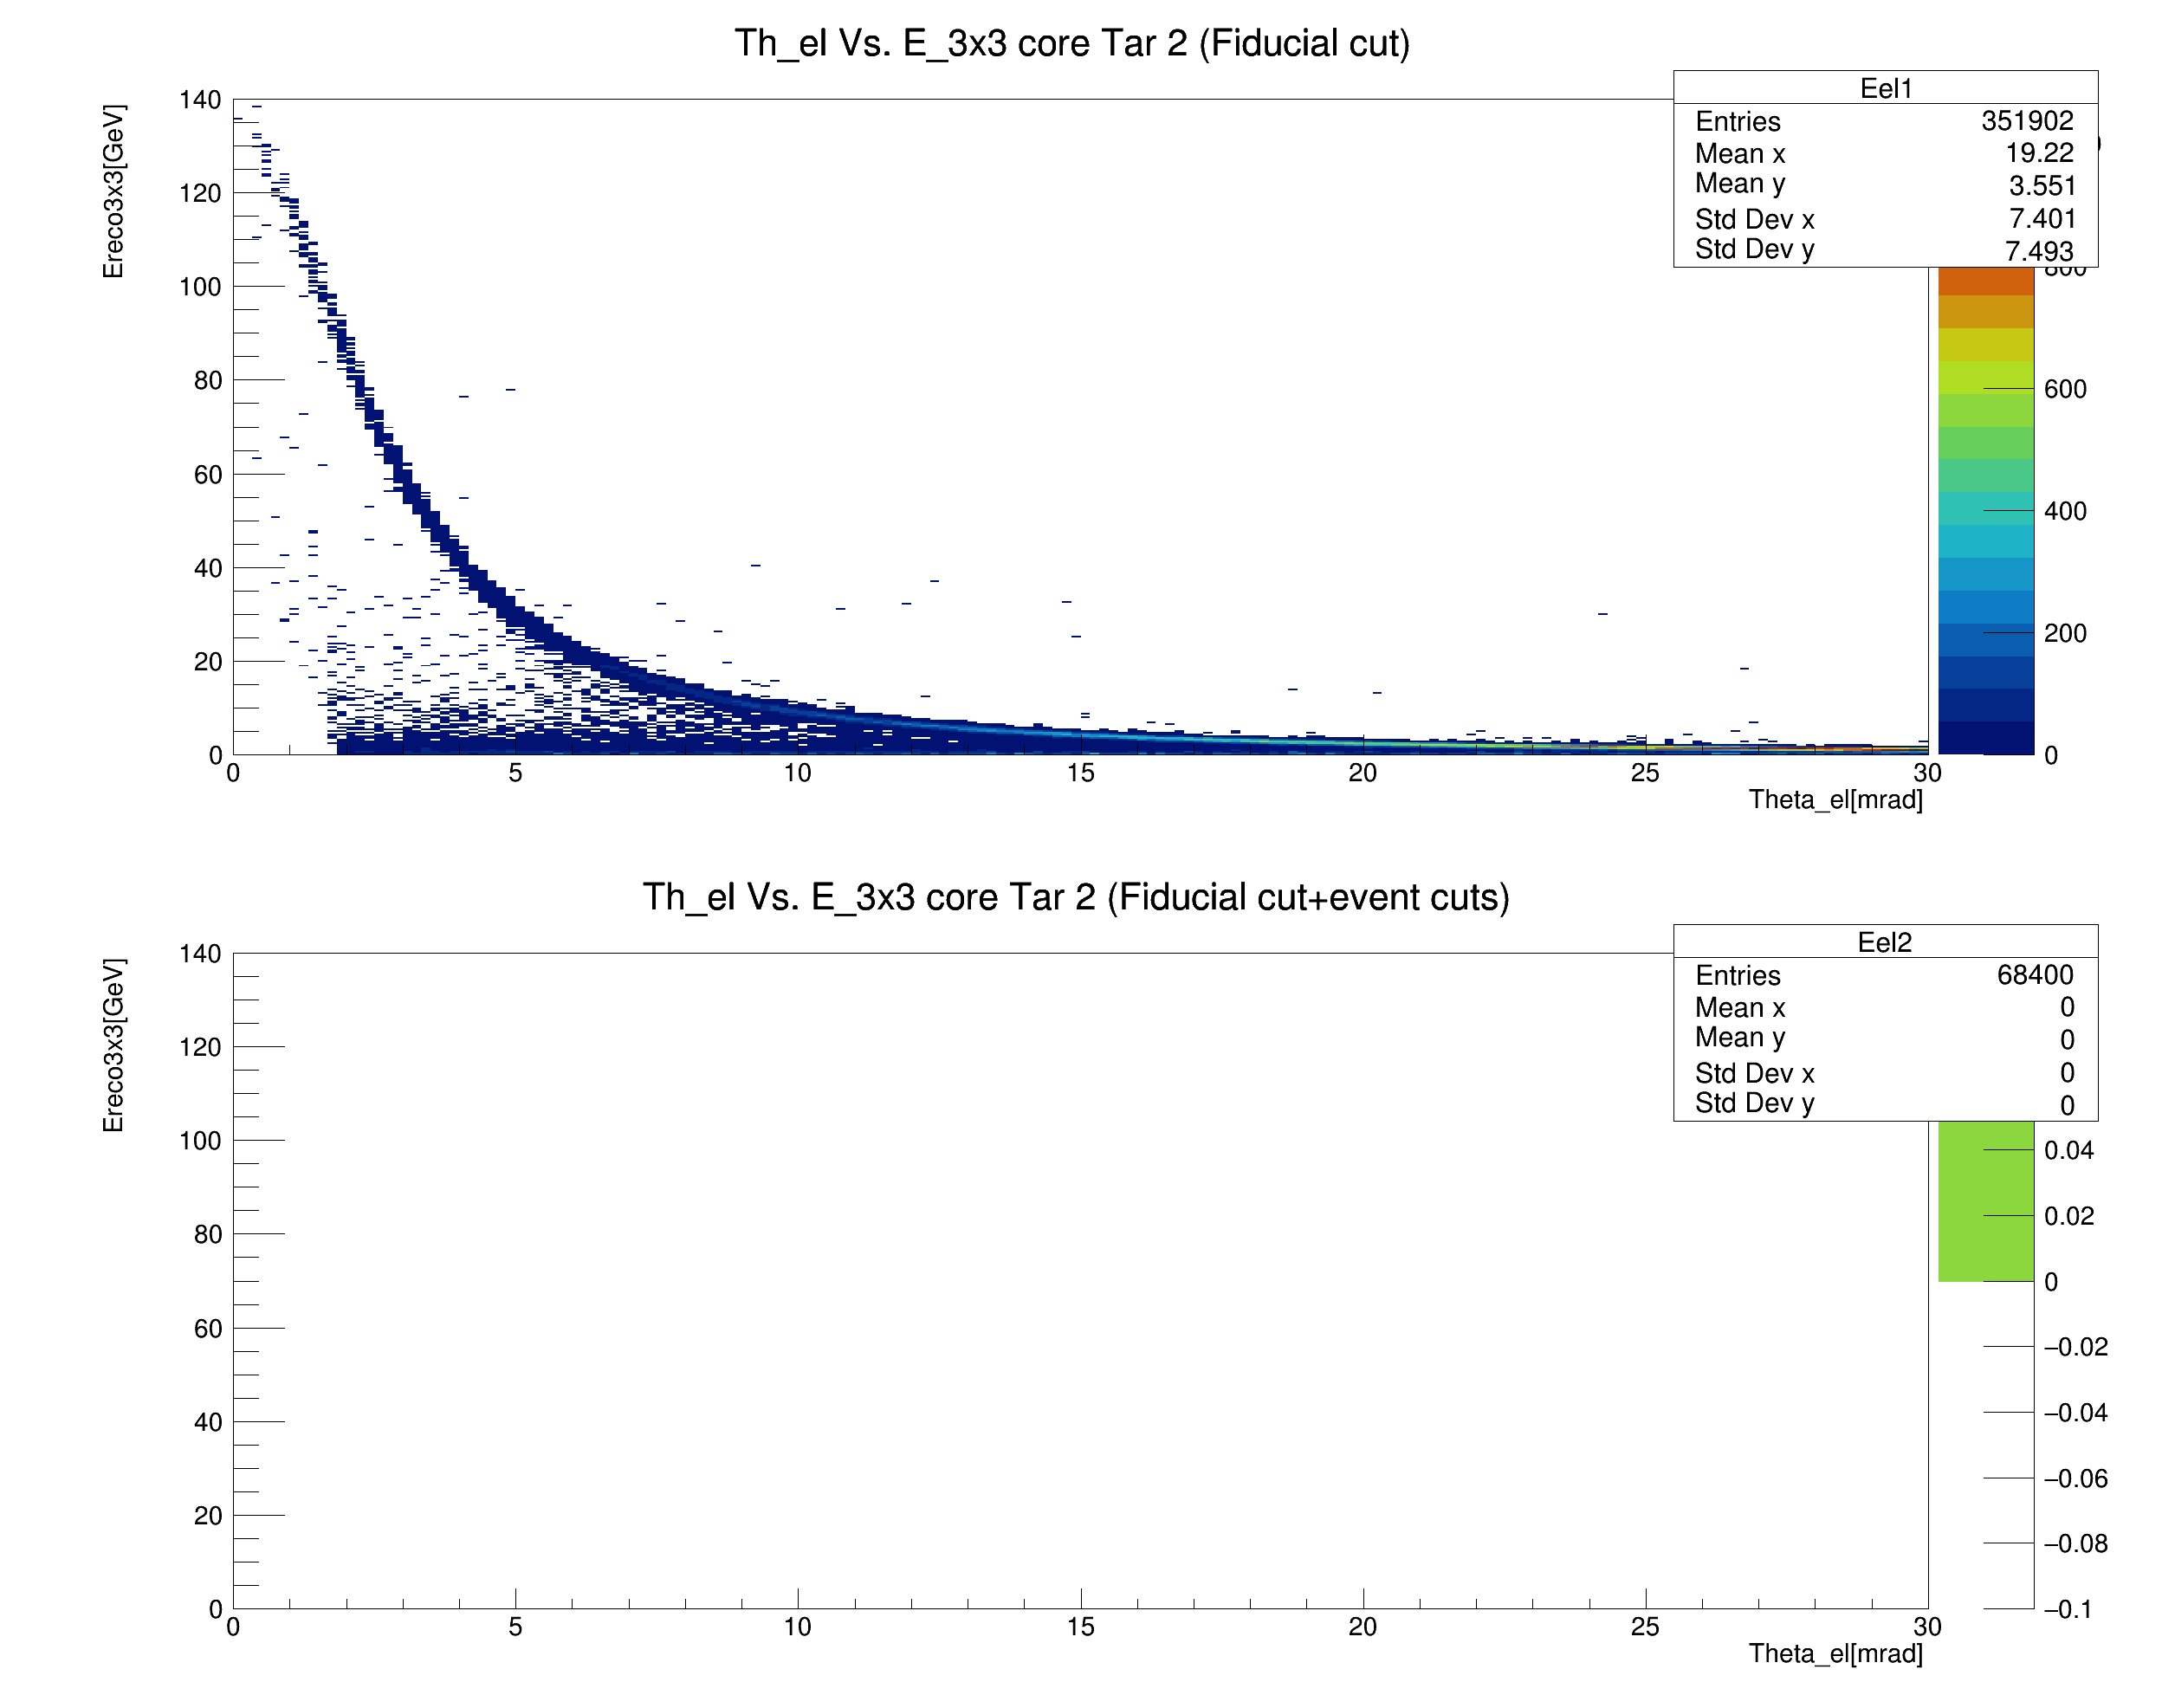 Th_el Vs. E_3x3 core Tar 2 (Fiducial cut)
Ereco3x3[GeV]
140
120
100
80
60
40
20
0
0 5 10 15 20 25 30
Theta_el[mrad]
Eel1
Entries 351902
Mean x 19.22
Mean y 3.551
Std Dev x 7.401
Std Dev y 7.493
800
600
400
200
0
Th_el Vs. E_3x3 core Tar 2 (Fiducial cut+event cuts)
Ereco3x3[GeV]
140
120
100
80
60
40
20
0
0 5 10 15 20 25 30
Theta_el[mrad]
Eel2
Entries 68400
Mean x 0
Mean y 0
Std Dev x 0
Std Dev y 0
0.04
0.02
0
−0.02
−0.04
−0.06
−0.08
−0.1